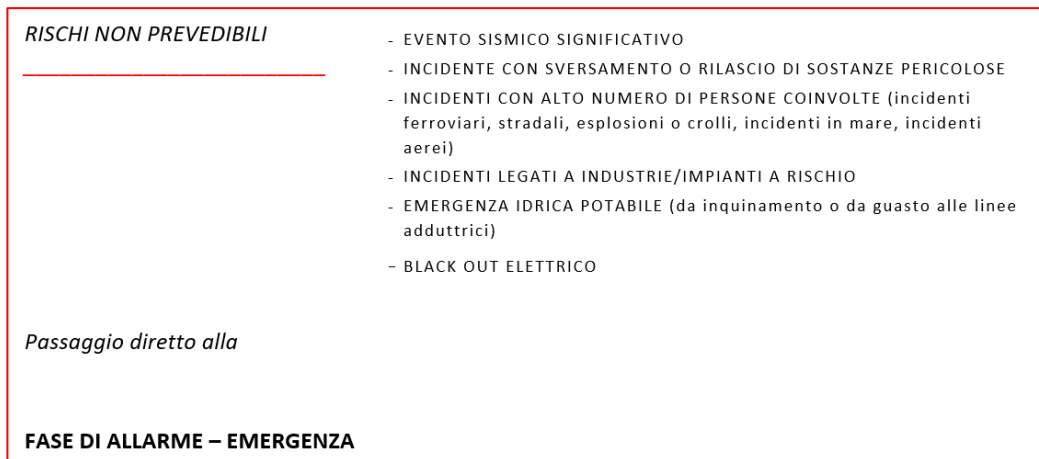 RISCHI NON PREVEDIBILI
___________________________
- EVENTO SISMICO SIGNIFICATIVO
- INCIDENTE CON SVERSAMENTO O RILASCIO DI SOSTANZE PERICOLOSE
- INCIDENTI CON ALTO NUMERO DI PERSONE COINVOLTE (incidenti
ferroviari, stradali, esplosioni o crolli, incidenti in mare, incidenti
aerei)
- INCIDENTI LEGATI A INDUSTRIE/IMPIANTI A RISCHIO
- EMERGENZA IDRICA POTABILE (da inquinamento o da guasto alle linee
adduttrici)
- BLACK OUT ELETTRICO
Passaggio diretto alla
FASE DI ALLARME – EMERGENZA